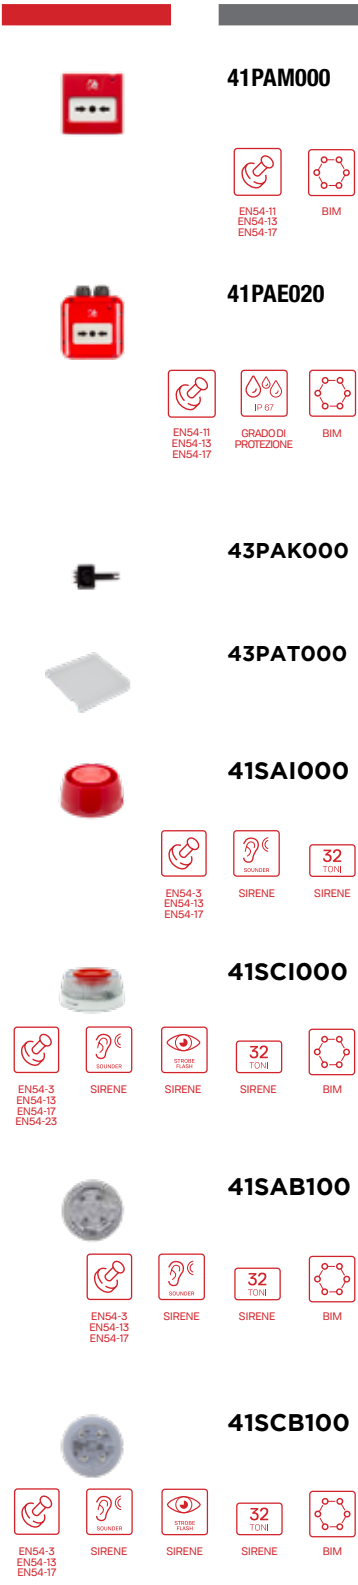 41PAM000
EN54-11
EN54-13
EN54-17
BIM
41PAE020
IP 67
EN54-11
EN54-13
EN54-17
GRADO DI
PROTEZIONE
BIM
43PAK000
43PAT000
41SAI000
SOUNDER
32
TONI
EN54-3
EN54-13
EN54-17
SIRENE
SIRENE
41SCI000
SOUNDER
STROBE
FLASH
32
TONI
EN54-3
EN54-13
EN54-17
EN54-23
SIRENE
SIRENE
SIRENE
BIM
41SAB100
SOUNDER
32
TONI
EN54-3
EN54-13
EN54-17
SIRENE
SIRENE
BIM
41SCB100
SOUNDER
STROBE
FLASH
32
TONI
EN54-3
EN54-13
EN54-17
SIRENE
SIRENE
SIRENE
BIM